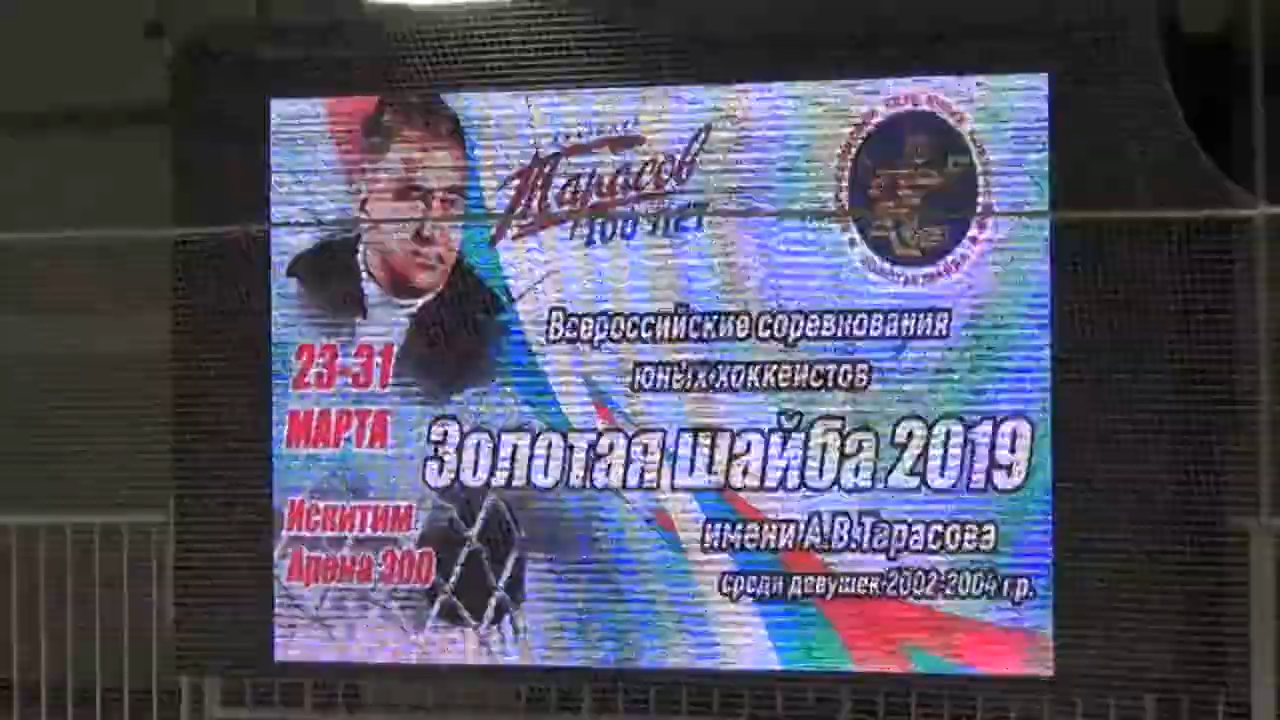 Тарасов
100 ЛЕТ
Всероссийские соревнования
юных хоккеистов
23-31
МАРТА
Золотая шайба 2019
Искитим
Арена 300
имени А.В.Тарасова
среди девушек 2002-2004 г.р.